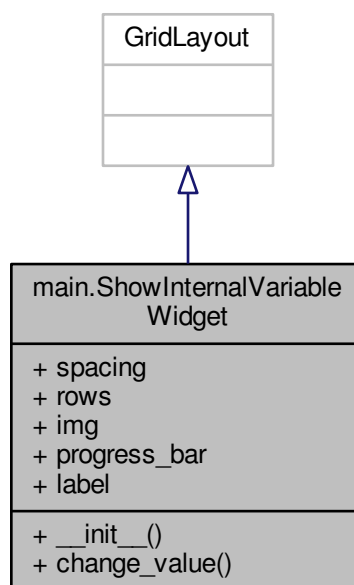 GridLayout
main.ShowInternalVariable
Widget
+ spacing
+ rows
+ img
+ progress_bar
+ label
+ __init__()
+ change_value()